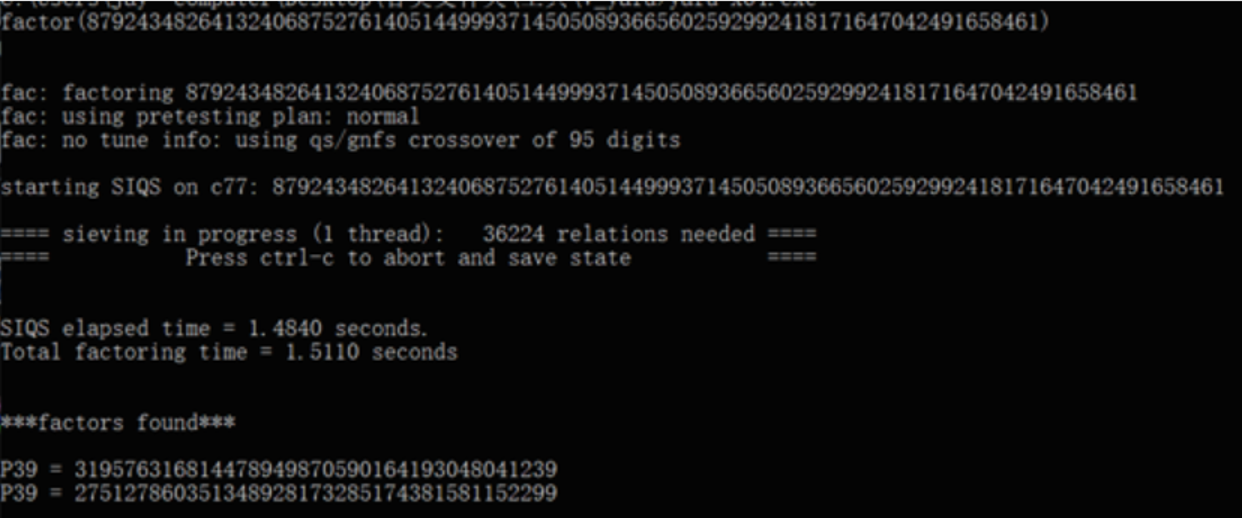 factor(87924348264132406875276140514499937145050893665602592992418171647042491658461)
fac: factoring 87924348264132406875276140514499937145050893665602592992418171647042491658461
fac: using pretesting plan: normal
fac: no tune info: using qs/gnfs crossover of 95 digits
starting SIQS on c77: 87924348264132406875276140514499937145050893665602592992418171647042491658461
==== sieving in progress (1 thread):   36224 relations needed ====
====           Press ctrl-c to abort and save state           ====
SIQS elapsed time = 1.4840 seconds.
Total factoring time = 1.5110 seconds
***factors found***
P39 = 319576316814478949870590164193048041239
P39 = 275127860351348928173285174381581152299